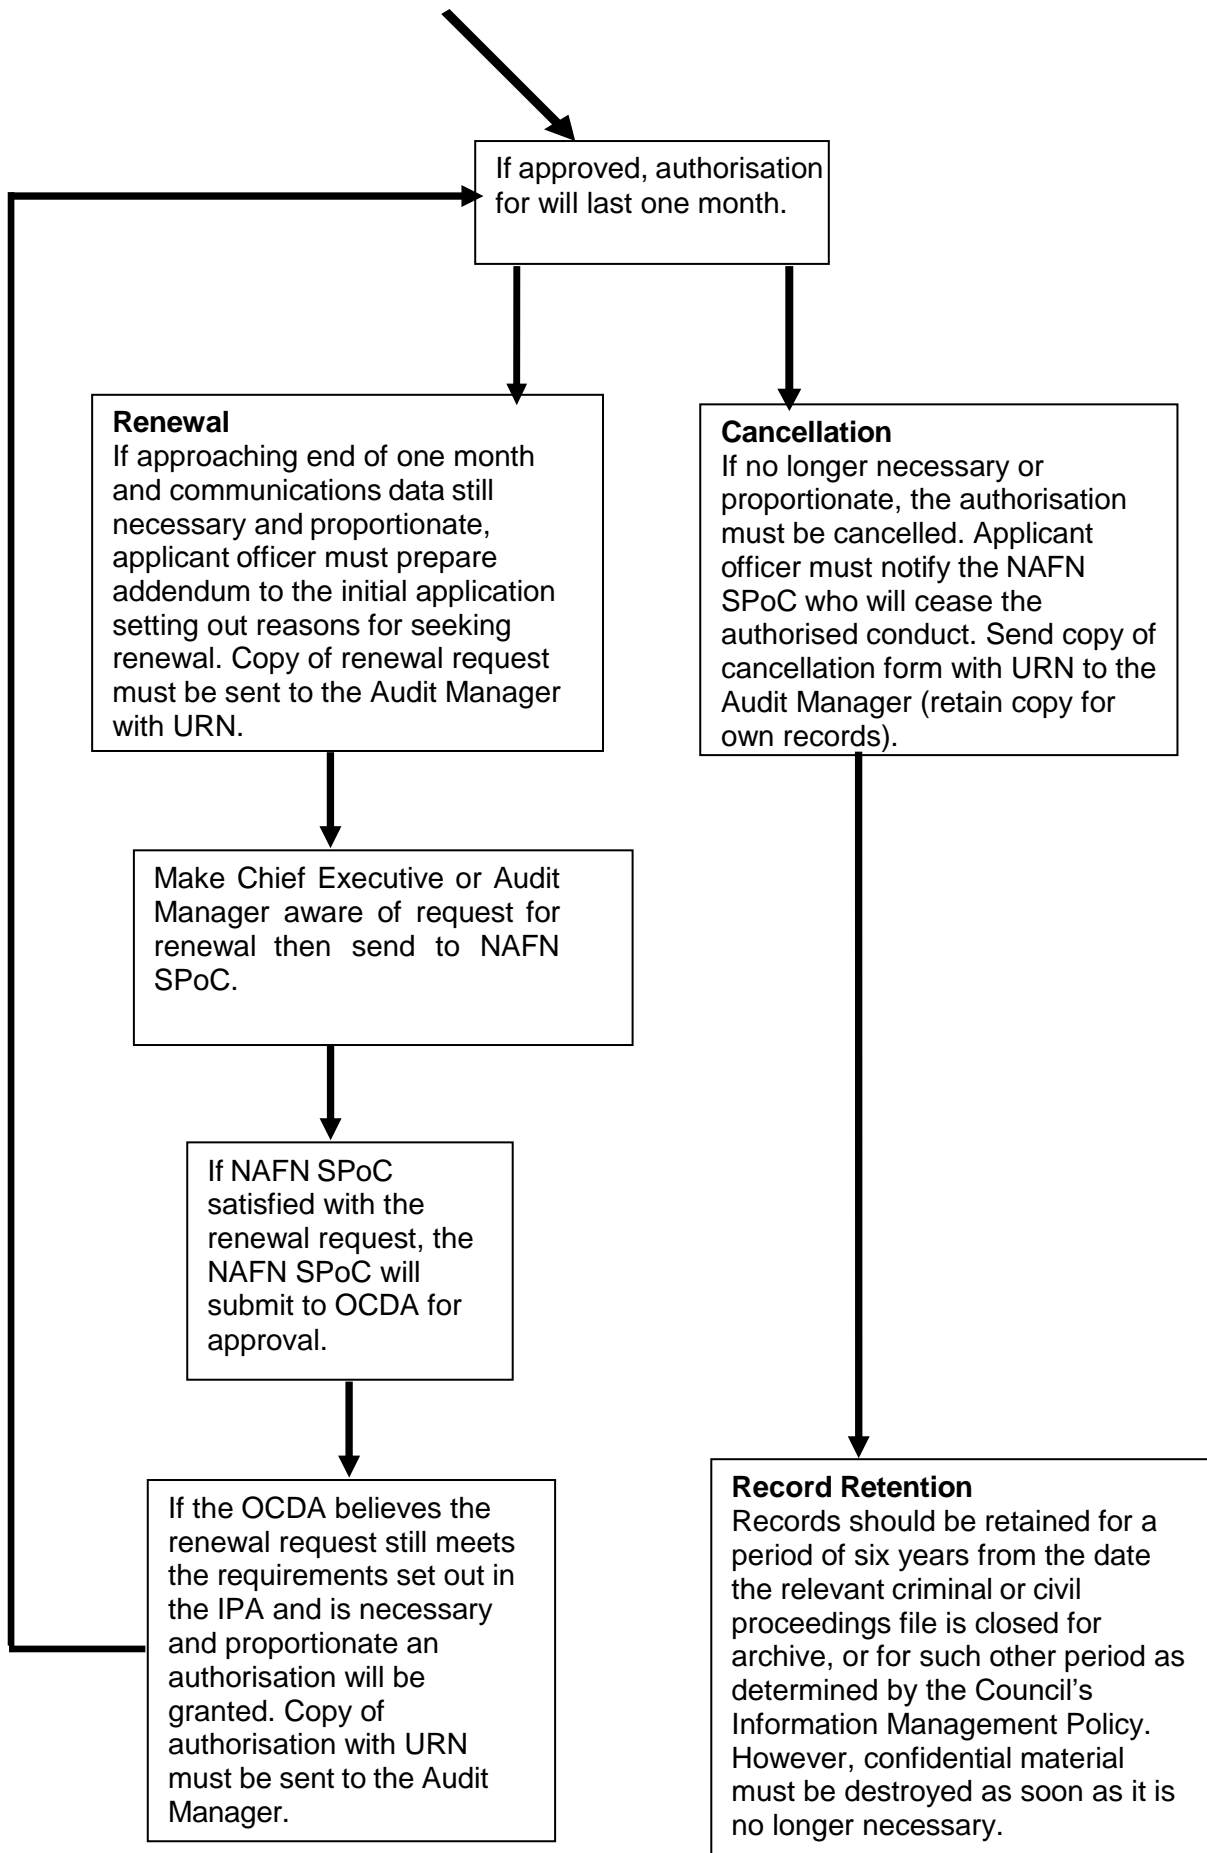 If approved, authorisation
for will last one month.
Renewal
If approaching end of one month
and communications data still
necessary and proportionate,
applicant officer must prepare
addendum to the initial application
setting out reasons for seeking
renewal. Copy of renewal request
must be sent to the Audit Manager
with URN.
Cancellation
If no longer necessary or
proportionate, the authorisation
must be cancelled. Applicant
officer must notify the NAFN
SPoC who will cease the
authorised conduct. Send copy of
cancellation form with URN to the
Audit Manager (retain copy for
own records).
Make Chief Executive or Audit
Manager aware of request for
renewal then send to NAFN
SPoC.
If NAFN SPoC
satisfied with the
renewal request, the
NAFN SPoC will
submit to OCDA for
approval.
If the OCDA believes the
renewal request still meets
the requirements set out in
the IPA and is necessary
and proportionate an
authorisation will be
granted. Copy of
authorisation with URN
must be sent to the Audit
Manager.
Record Retention
Records should be retained for a
period of six years from the date
the relevant criminal or civil
proceedings file is closed for
archive, or for such other period as
determined by the Council’s
Information Management Policy.
However, confidential material
must be destroyed as soon as it is
no longer necessary.